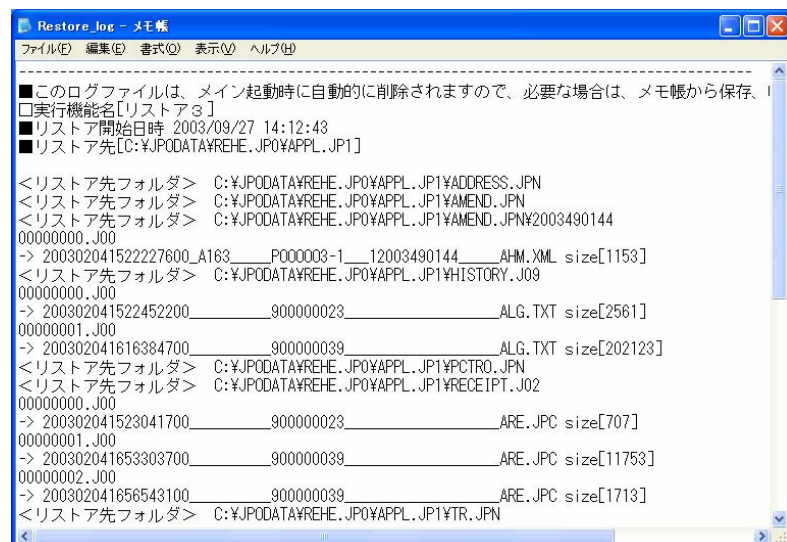 Restore_log - メモ帳
ファイル(F) 編集(E) 書式(O) 表示(V) ヘルプ(H)
--------------------------------------------------------------------------------
■このログファイルは、メイン起動時に自動的に削除されますので、必要な場合は、メモ帳から保存、
□実行機能名[リストア3]
■リストア開始日時 2003/09/27 14:12:43
■リストア先[C:¥JPODATA¥REHE.JP0¥APPL.JP1]
<リストア先フォルダ> C:¥JPODATA¥REHE.JP0¥APPL.JP1¥ADDRESS.JPN
<リストア先フォルダ> C:¥JPODATA¥REHE.JP0¥APPL.JP1¥AMEND.JPN
<リストア先フォルダ> C:¥JPODATA¥REHE.JP0¥APPL.JP1¥AMEND.JPN¥2003490144
00000000.J00
-> 200302041522227600_A163_____P000003-1___12003490144_____AHM.XML size[1153]
<リストア先フォルダ> C:¥JPODATA¥REHE.JP0¥APPL.JP1¥HISTORY.J09
00000000.J00
-> 200302041522452200__________900000023_____________________ALG.TXT size[2561]
00000001.J00
-> 200302041616384700__________900000039_____________________ALG.TXT size[202123]
<リストア先フォルダ> C:¥JPODATA¥REHE.JP0¥APPL.JP1¥PCTRO.JPN
<リストア先フォルダ> C:¥JPODATA¥REHE.JP0¥APPL.JP1¥RECEIPT.J02
00000000.J00
-> 200302041523041700__________900000023_____________________ARE.JPC size[707]
00000001.J00
-> 200302041653303700__________900000039_____________________ARE.JPC size[11753]
00000002.J00
-> 200302041656543100__________900000039_____________________ARE.JPC size[1713]
<リストア先フォルダ> C:¥JPODATA¥REHE.JP0¥APPL.JP1¥TR.JPN